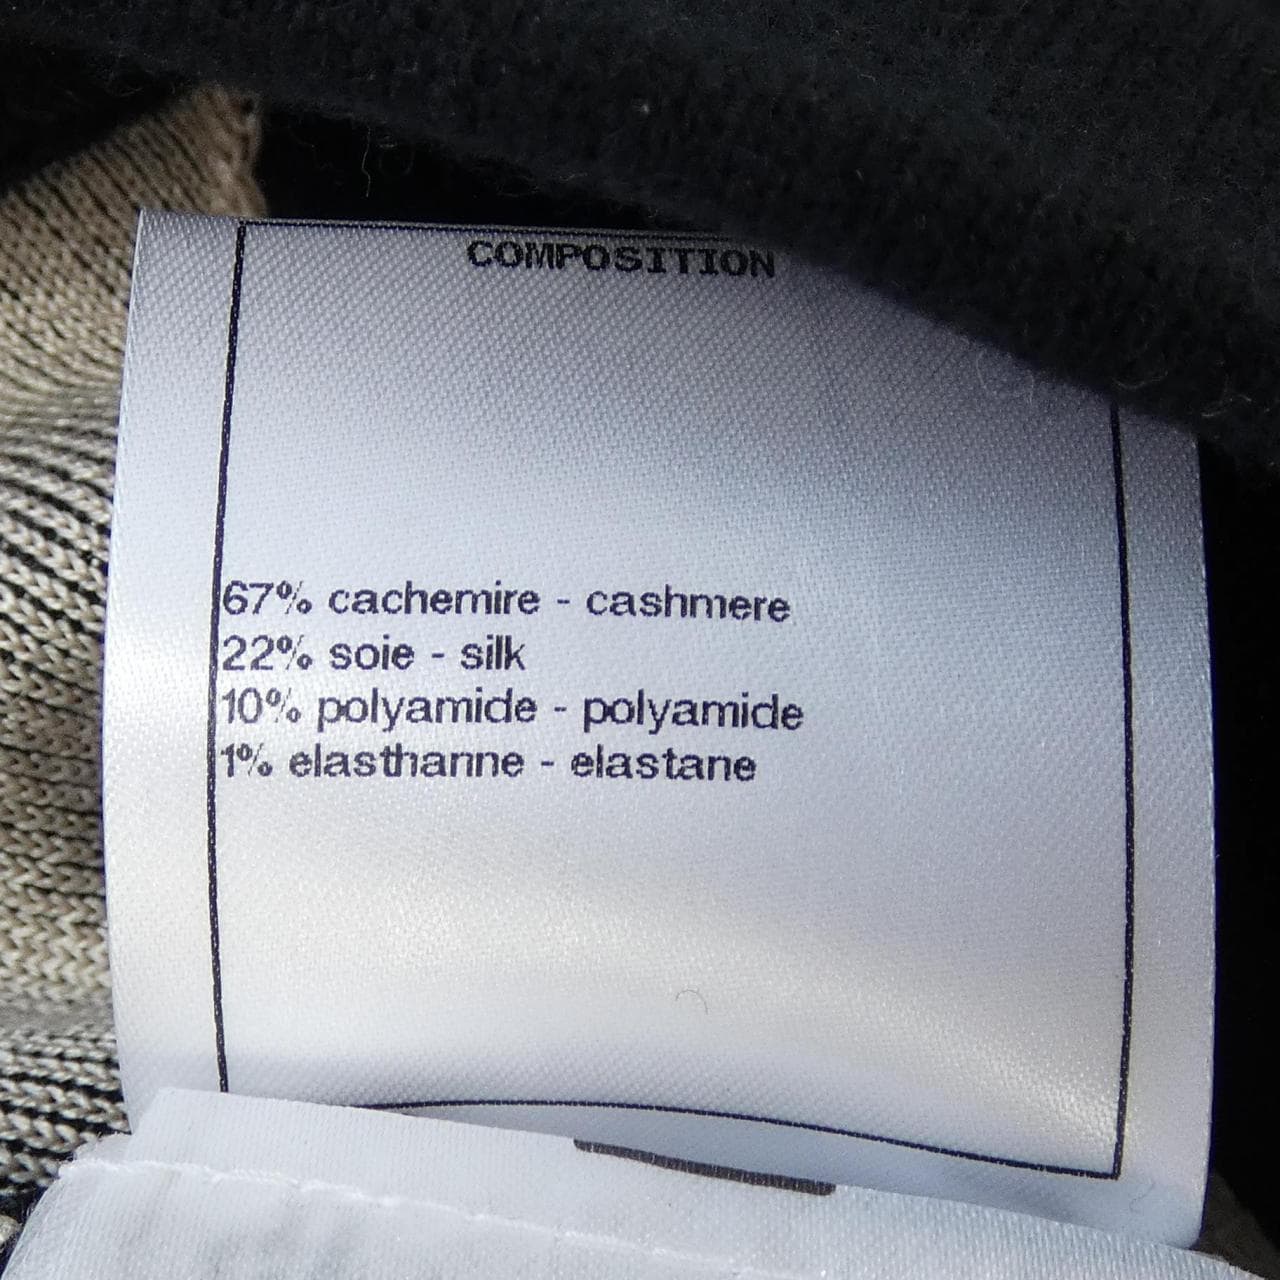 COMPOSITION
67% cachemire - cashmere
22% soie - silk
10% polyamide - polyamide
1% elasthanne - elastane